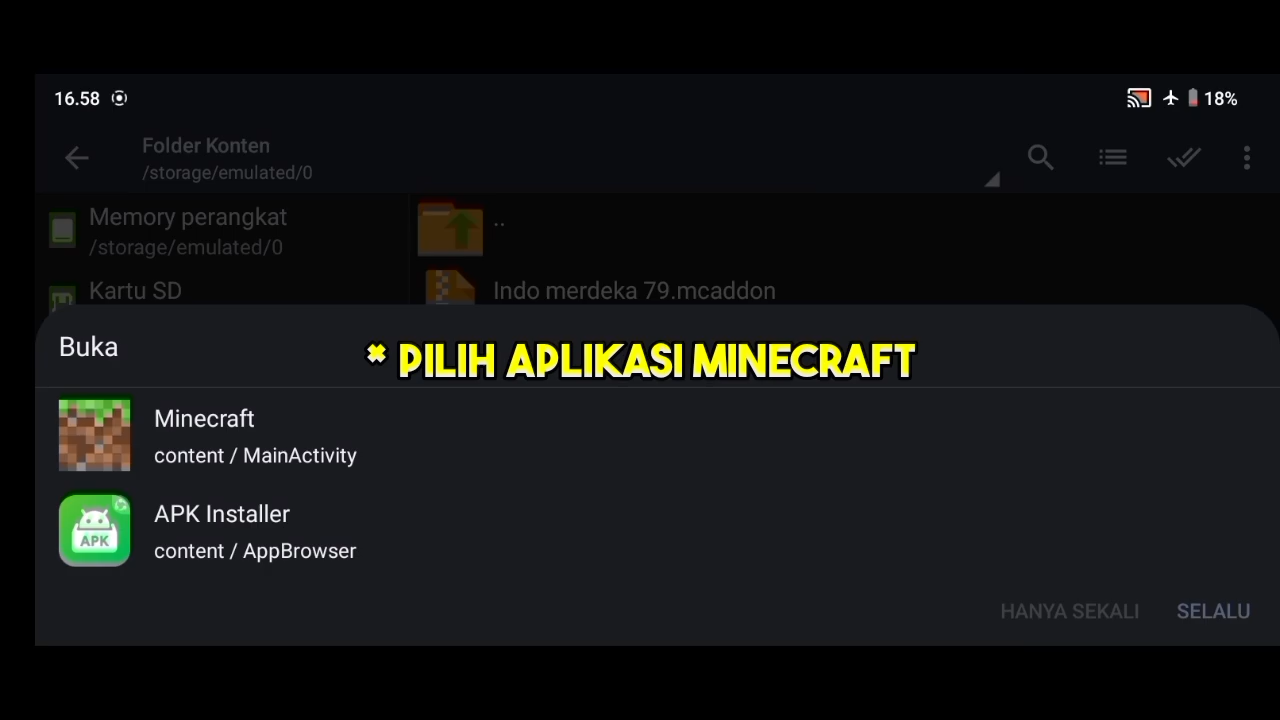 16.58
18%
Folder Konten
/storage/emulated/0
Memory perangkat
/storage/emulated/0
..
Kartu SD
Indo merdeka 79.mcaddon
Buka
* PILIH APLIKASI MINECRAFT
Minecraft
content / MainActivity
APK Installer
content / AppBrowser
APK
HANYA SEKALI
SELALU